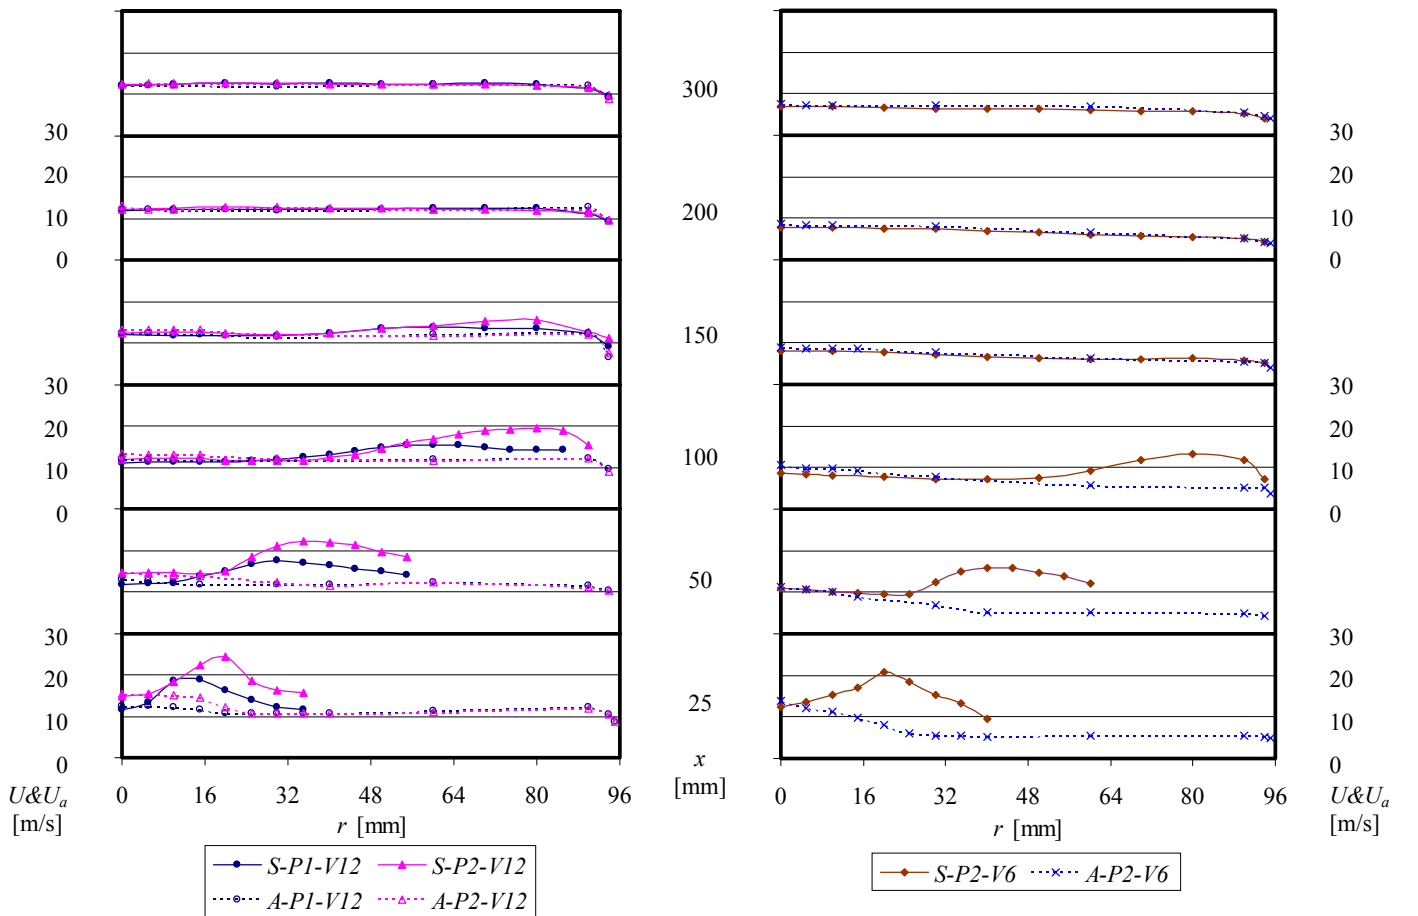 300
30 30
20 20
200
10 10
0 0
150
30 30
20 20
100
10 10
0 0
50
30 30
20 20
25
10 10
0 x 0
[mm]
U&Ua 0 16 32 48 64 80 96 0 16 32 48 64 80 96 U&Ua
[m/s] r [mm] r [mm] [m/s]
S-P1-V12 S-P2-V12 S-P2-V6 A-P2-V6
A-P1-V12 A-P2-V12